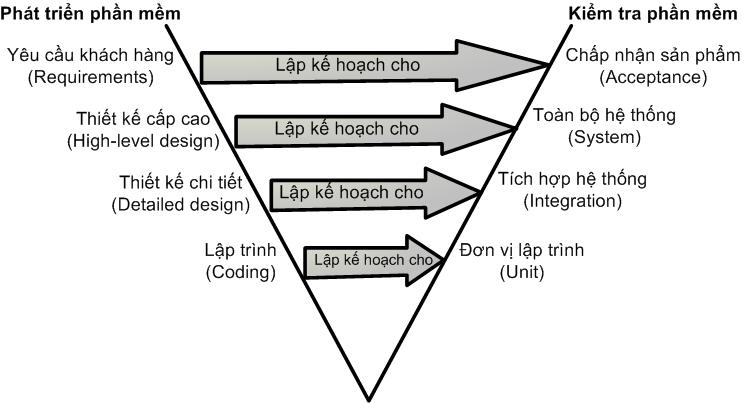 Phát triển phần mềm
Kiểm tra phần mềm
Yêu cầu khách hàng
(Requirements)
Lập kế hoạch cho
Chấp nhận sản phẩm
(Acceptance)
Thiết kế cấp cao
(High-level design)
Lập kế hoạch cho
Toàn bộ hệ thống
(System)
Thiết kế chi tiết
(Detailed design)
Lập kế hoạch cho
Tích hợp hệ thống
(Integration)
Lập trình
(Coding)
Lập kế hoạch cho
Đơn vị lập trình
(Unit)